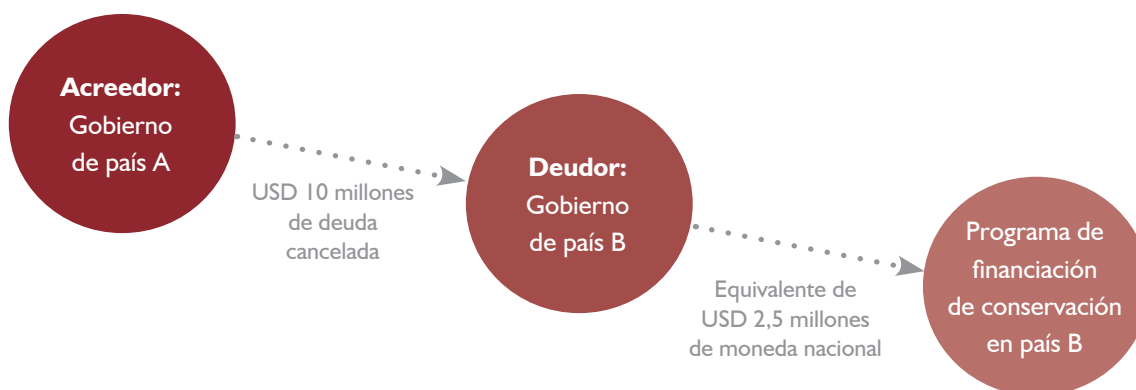 Acreedor:
Gobierno
de país A
USD 10 millones
de deuda
cancelada
Deudor:
Gobierno
de país B
Equivalente de
USD 2,5 millones
de moneda nacional
Programa de
financiación
de conservación
en país B